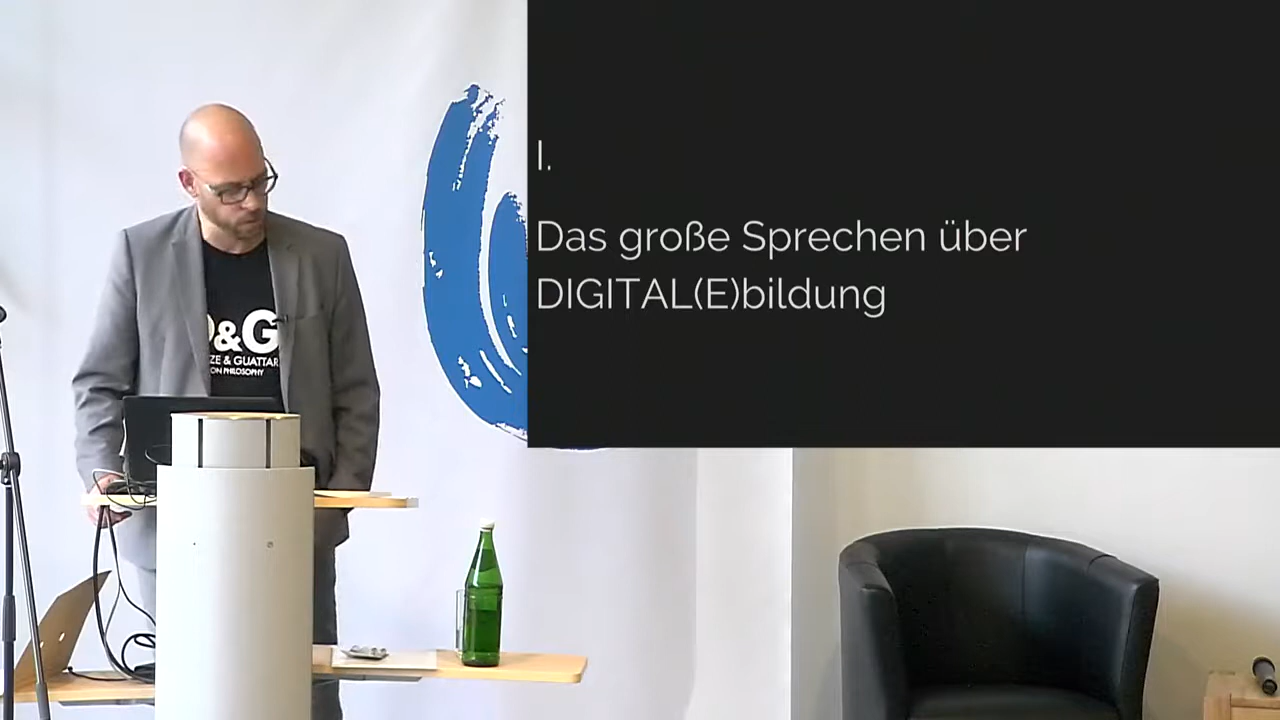 I.
Das große Sprechen über
DIGITAL(E)bildung
&G
ZE & GUATTAR
ON PHILOSOPHY